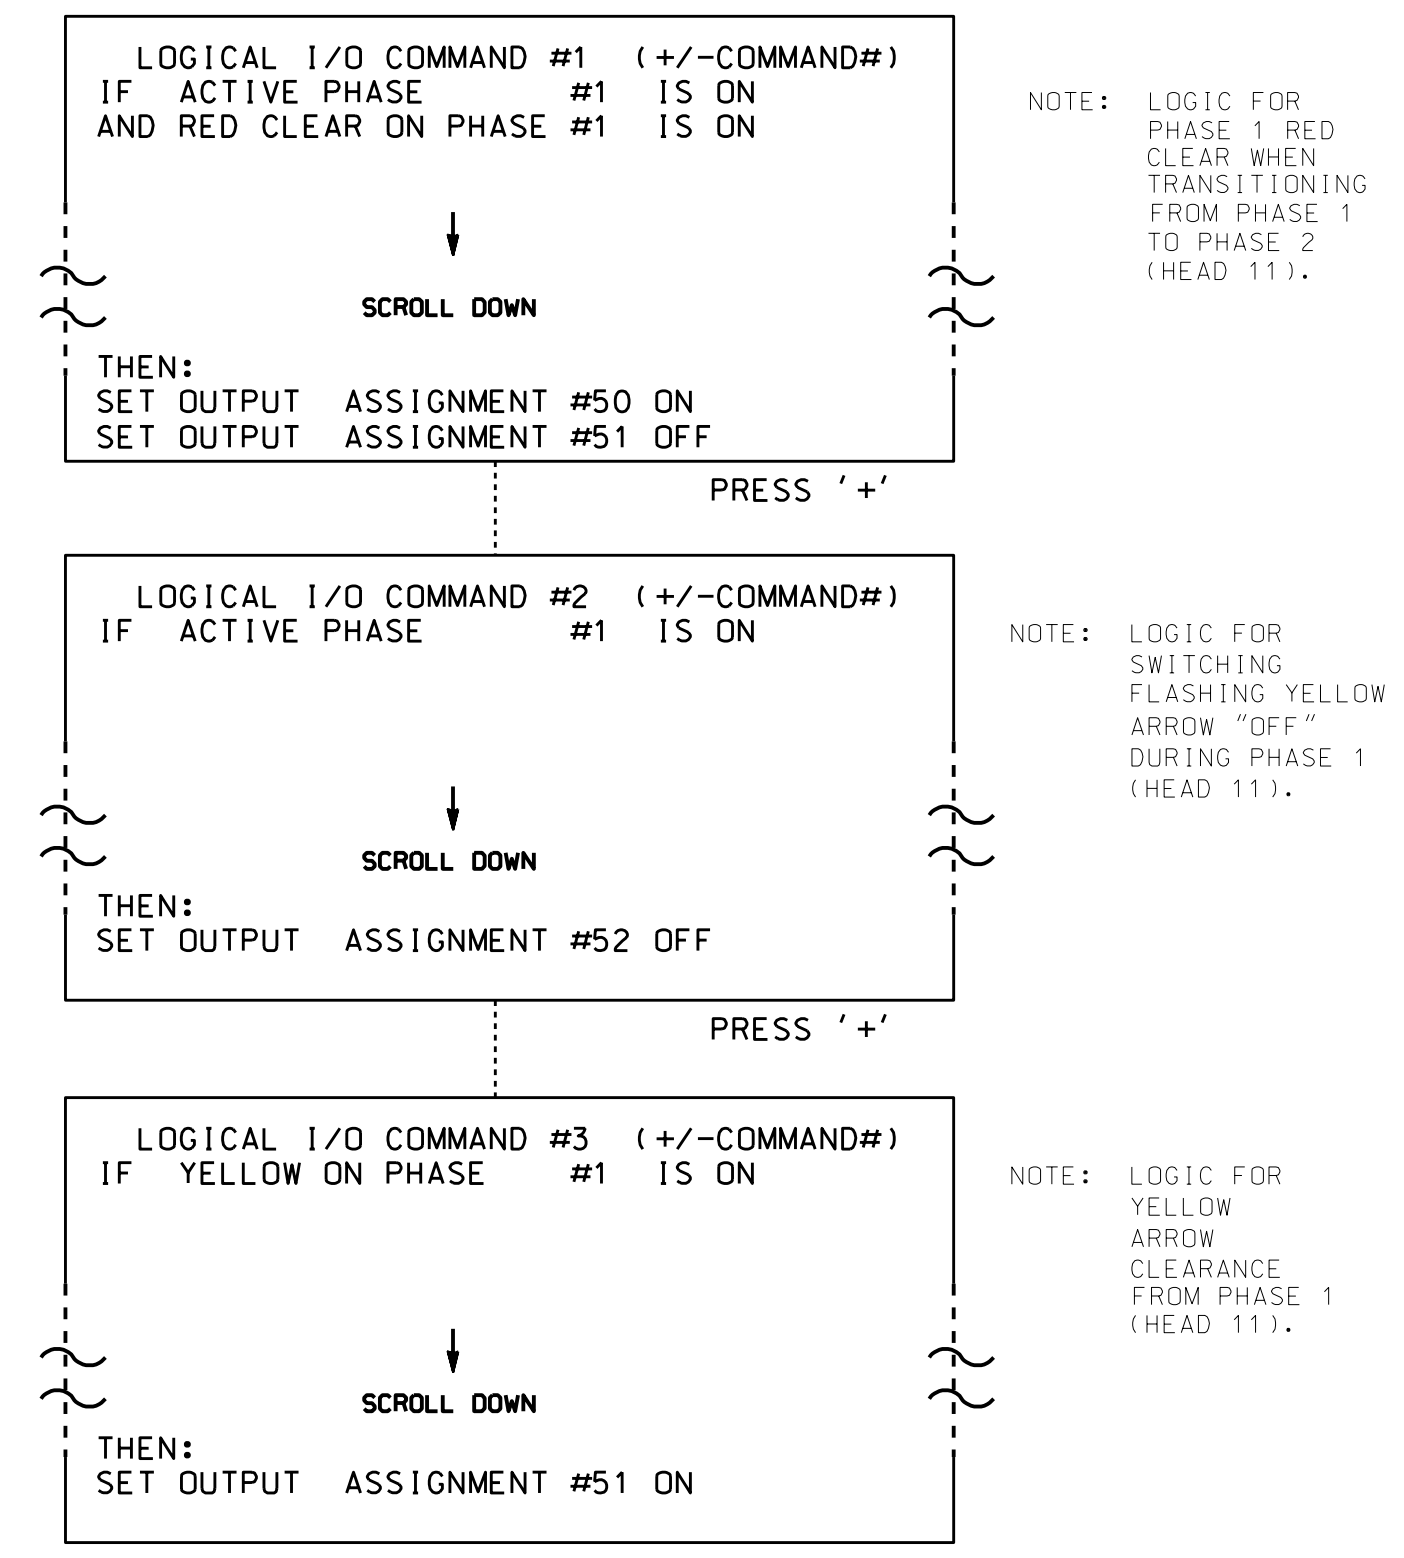 LOGICAL I/O COMMAND #1 (+/-COMMAND#)
IF ACTIVE PHASE #1 IS ON
AND RED CLEAR ON PHASE #1 IS ON
SCROLL DOWN
THEN:
SET OUTPUT ASSIGNMENT #50 ON
SET OUTPUT ASSIGNMENT #51 OFF
NOTE: LOGIC FOR
PHASE 1 RED
CLEAR WHEN
TRANSITIONING
FROM PHASE 1
TO PHASE 2
(HEAD 11).
PRESS '+'
LOGICAL I/O COMMAND #2 (+/-COMMAND#)
IF ACTIVE PHASE #1 IS ON
SCROLL DOWN
THEN:
SET OUTPUT ASSIGNMENT #52 OFF
NOTE: LOGIC FOR
SWITCHING
FLASHING YELLOW
ARROW "OFF"
DURING PHASE 1
(HEAD 11).
PRESS '+'
LOGICAL I/O COMMAND #3 (+/-COMMAND#)
IF YELLOW ON PHASE #1 IS ON
SCROLL DOWN
THEN:
SET OUTPUT ASSIGNMENT #51 ON
NOTE: LOGIC FOR
YELLOW
ARROW
CLEARANCE
FROM PHASE 1
(HEAD 11).